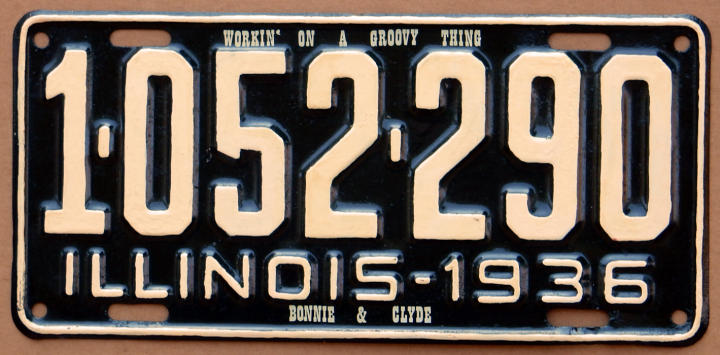 WORKIN' ON A GROOVY THING
1-052-290
ILLINOIS-1936
BONNIE & CLYDE